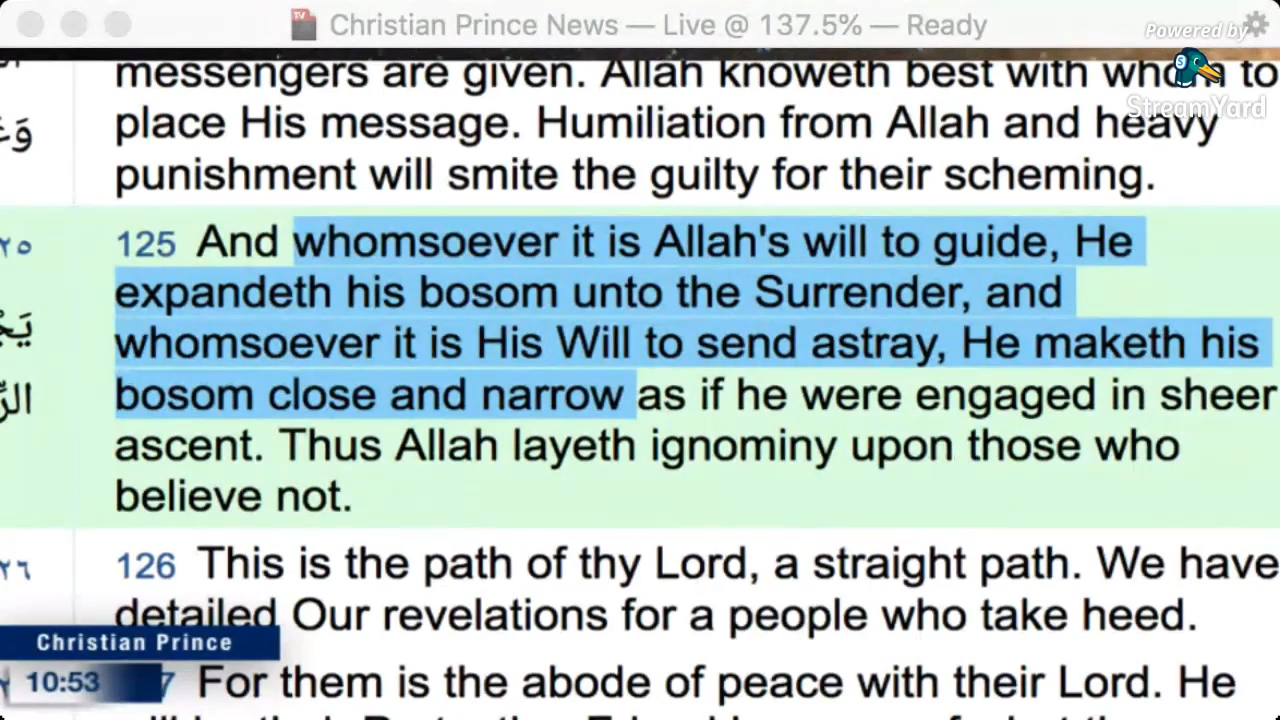 Christian Prince News — Live @ 137.5% — Ready
Powered by
StreamYard
messengers are given. Allah knoweth best with whom to
place His message. Humiliation from Allah and heavy
punishment will smite the guilty for their scheming.
125 And whomsoever it is Allah's will to guide, He
expandeth his bosom unto the Surrender, and
whomsoever it is His Will to send astray, He maketh his
bosom close and narrow as if he were engaged in sheer
ascent. Thus Allah layeth ignominy upon those who
believe not.
126 This is the path of thy Lord, a straight path. We have
detailed Our revelations for a people who take heed.
Christian Prince
10:53
7 For them is the abode of peace with their Lord. He